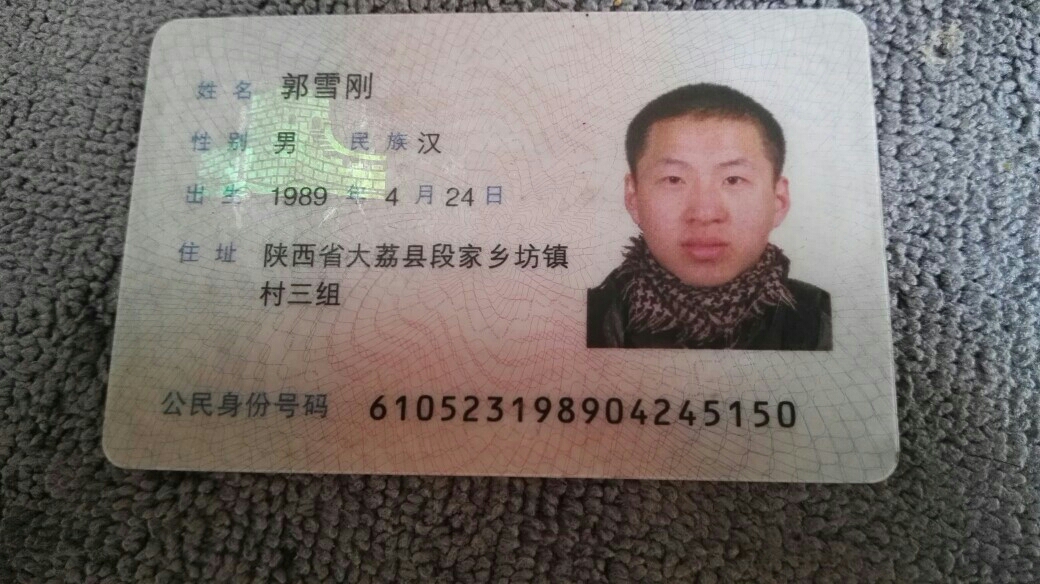 姓名 郭雪刚
性别 男 民族 汉
出生 1989 年 4 月 24 日
住址 陕西省大荔县段家乡坊镇
村三组
公民身份号码 610523198904245150